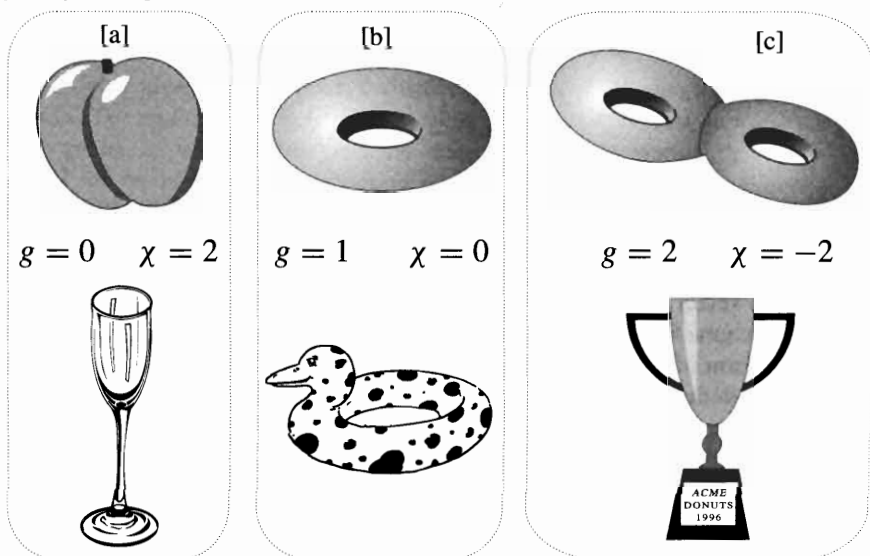 [a]
[b]
[c]
g = 0 χ = 2
g = 1 χ = 0
g = 2 χ = −2
ACME
DONUTS
1996